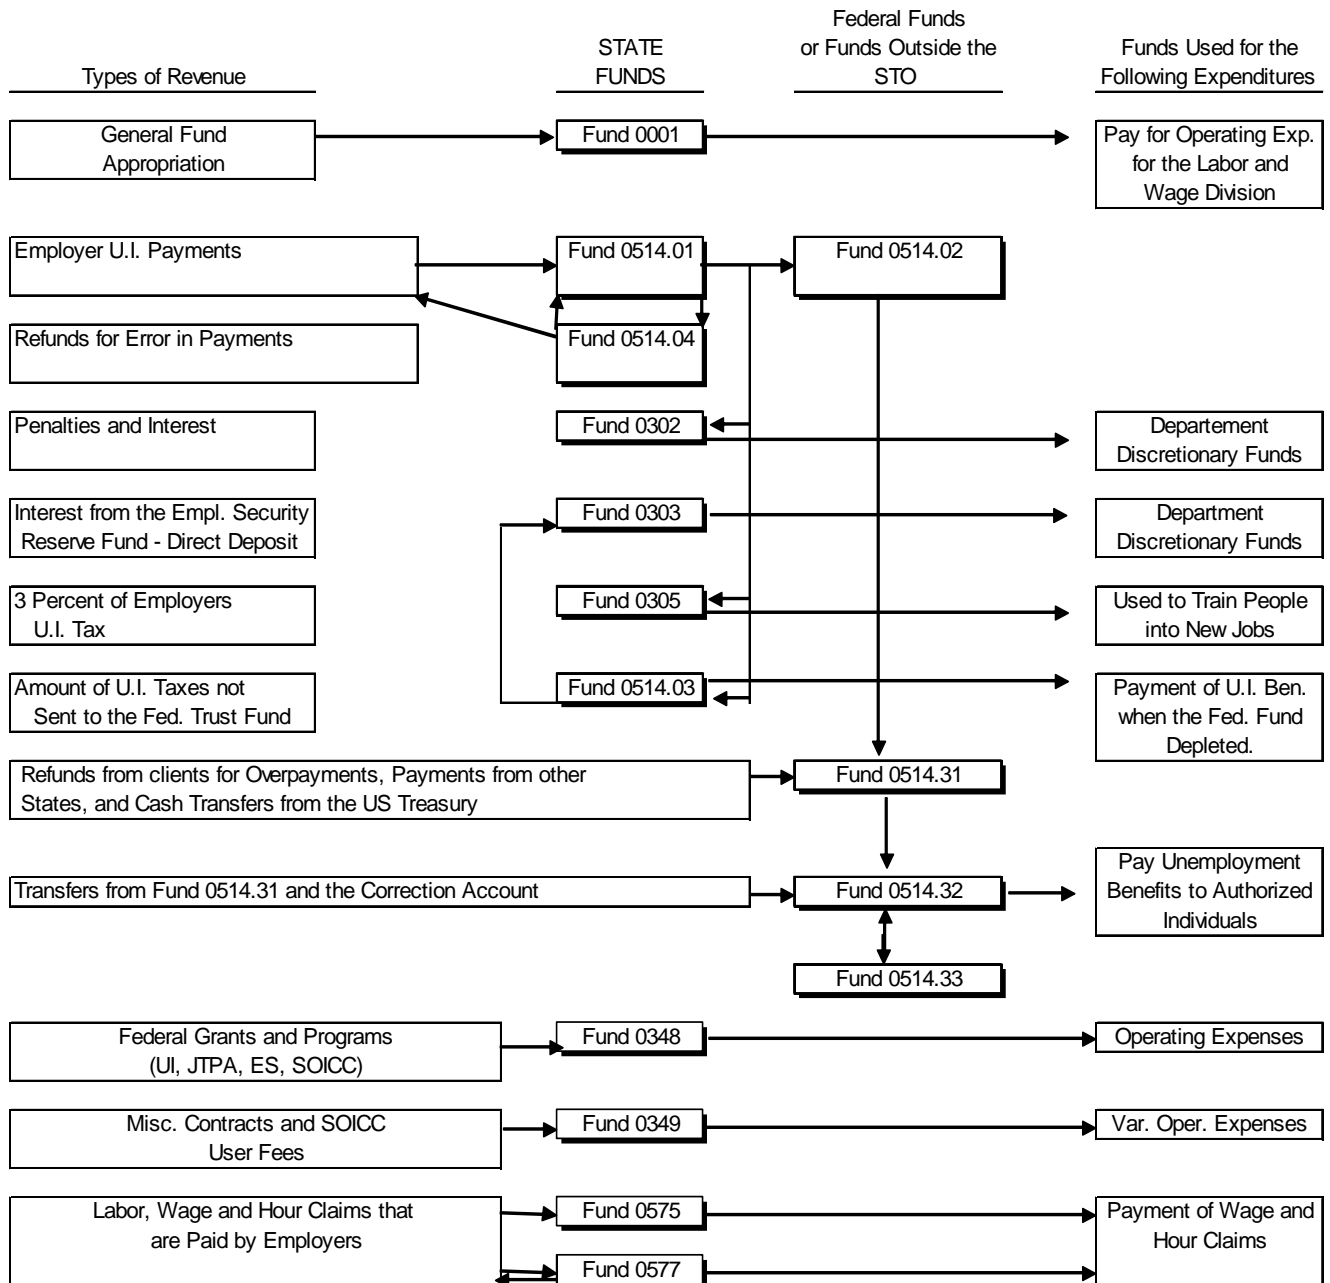 Federal Funds
STATE
or Funds Outside the
Funds Used for the
Types of Revenue
FUNDS
STO
Following Expenditures
General Fund
Appropriation
Fund 0001
Pay for Operating Exp.
for the Labor and
Wage Division
Employer U.I. Payments
Fund 0514.01
Fund 0514.02
Refunds for Error in Payments
Fund 0514.04
Penalties and Interest
Fund 0302
Departement
Discretionary Funds
Interest from the Empl. Security
Reserve Fund - Direct Deposit
Fund 0303
Department
Discretionary Funds
3 Percent of Employers
U.I. Tax
Fund 0305
Used to Train People
into New Jobs
Amount of U.I. Taxes not
Sent to the Fed. Trust Fund
Fund 0514.03
Payment of U.I. Ben.
when the Fed. Fund
Depleted.
Refunds from clients for Overpayments, Payments from other
States, and Cash Transfers from the US Treasury
Fund 0514.31
Transfers from Fund 0514.31 and the Correction Account
Fund 0514.32
Pay Unemployment
Benefits to Authorized
Individuals
Fund 0514.33
Federal Grants and Programs
(UI, JTPA, ES, SOICC)
Fund 0348
Operating Expenses
Misc. Contracts and SOICC
User Fees
Fund 0349
Var. Oper. Expenses
Labor, Wage and Hour Claims that
are Paid by Employers
Fund 0575
Payment of Wage and
Hour Claims
Fund 0577